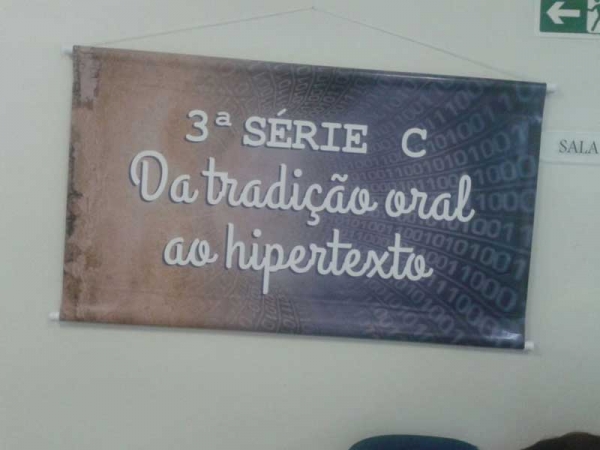 3ª SÉRIE C
Da tradição oral
ao hipertexto
SALA